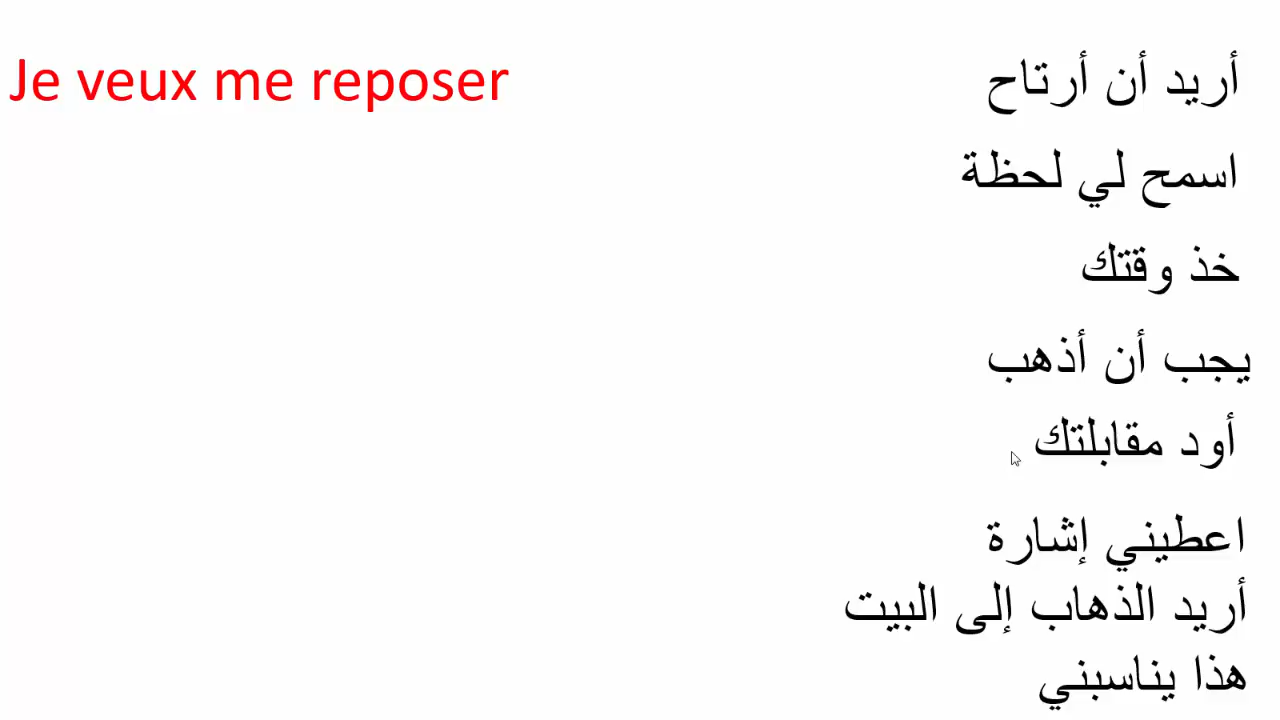 Je veux me reposer
أريد أن أرتاح
اسمح لي لحظة
خذ وقتك
يجب أن أذهب
أود مقابلتك
اعطيني إشارة
أريد الذهاب إلى البيت
هذا يناسبني